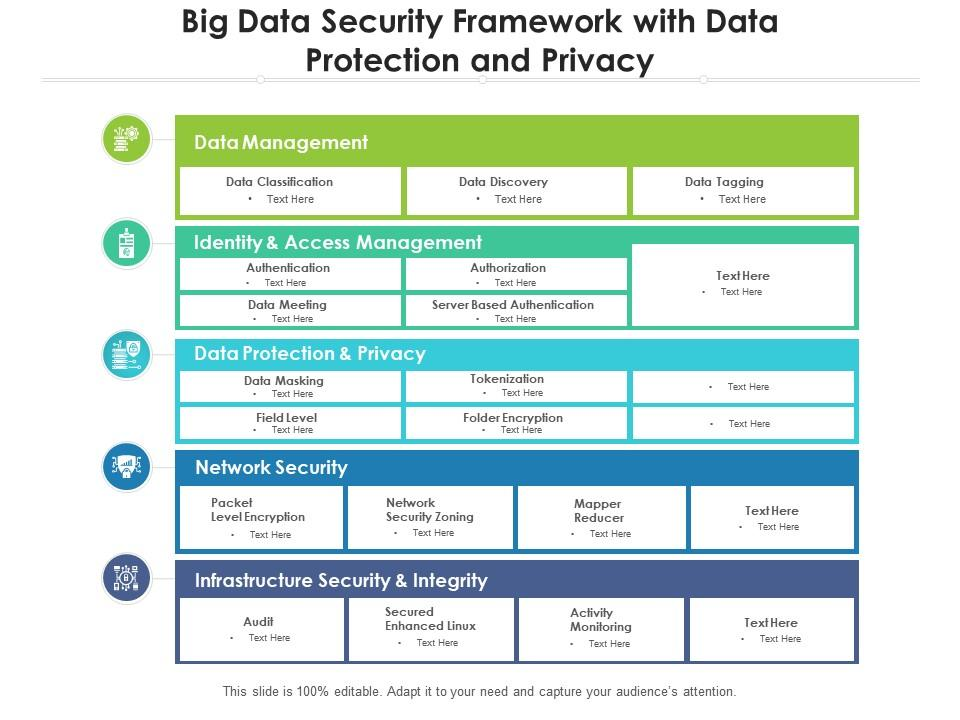 Big Data Security Framework with Data
Protection and Privacy
Data Management
Data Classification
• Text Here
Data Discovery
• Text Here
Data Tagging
• Text Here
Identity & Access Management
Authentication
• Text Here
Authorization
• Text Here
Data Meeting
• Text Here
Server Based Authentication
• Text Here
Text Here
• Text Here
Data Protection & Privacy
Data Masking
• Text Here
Tokenization
• Text Here
• Text Here
Field Level
• Text Here
Folder Encryption
• Text Here
• Text Here
Network Security
Packet
Level Encryption
• Text Here
Network
Security Zoning
• Text Here
Mapper
Reducer
• Text Here
Text Here
• Text Here
Infrastructure Security & Integrity
Audit
• Text Here
Secured
Enhanced Linux
• Text Here
Activity
Monitoring
• Text Here
Text Here
• Text Here
This slide is 100% editable. Adapt it to your need and capture your audience's attention.